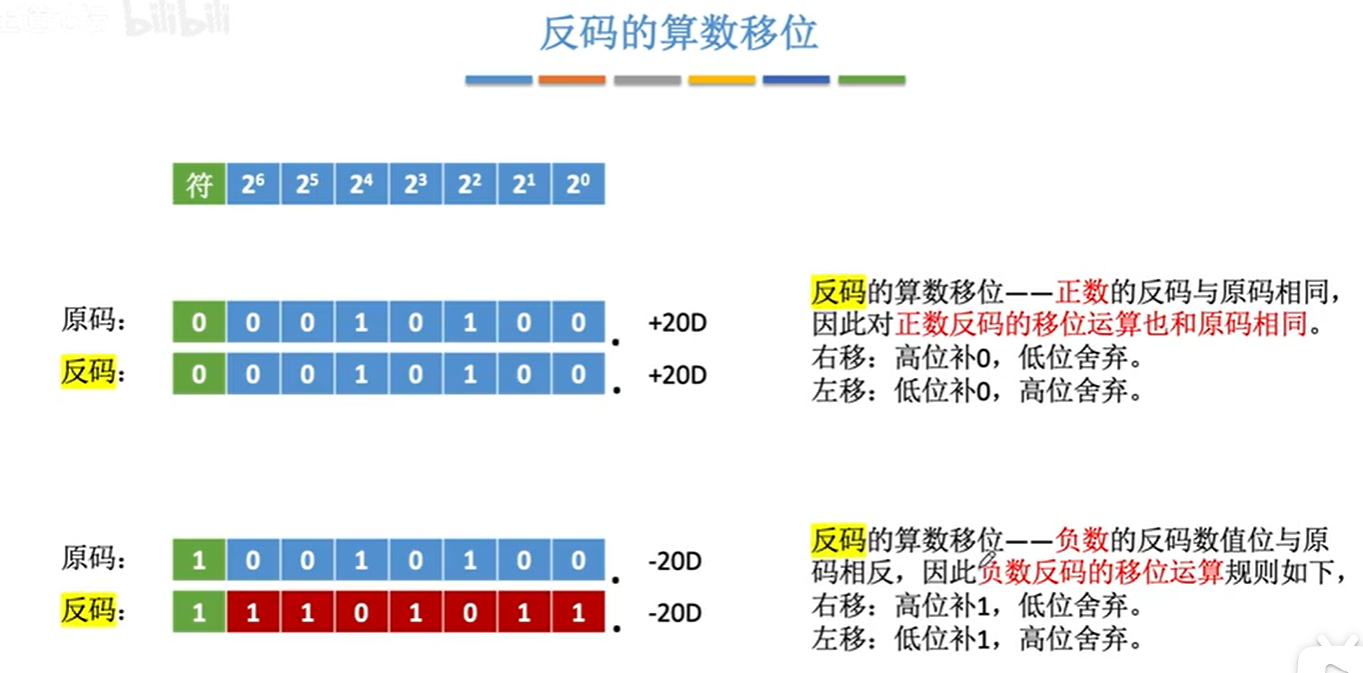 bilibili
反码的算数移位
符 2⁶ 2⁵ 2⁴ 2³ 2² 2¹ 2⁰
原码： 0 0 0 1 0 1 0 0 . +20D
反码： 0 0 0 1 0 1 0 0 . +20D
反码的算数移位——正数的反码与原码相同，
因此对正数反码的移位运算也和原码相同。
右移：高位补0，低位舍弃。
左移：低位补0，高位舍弃。
原码： 1 0 0 1 0 1 0 0 . -20D
反码： 1 1 1 0 1 0 1 1 . -20D
反码的算数移位——负数的反码数值位与原
码相反，因此负数反码的移位运算规则如下，
右移：高位补1，低位舍弃。
左移：低位补1，高位舍弃。